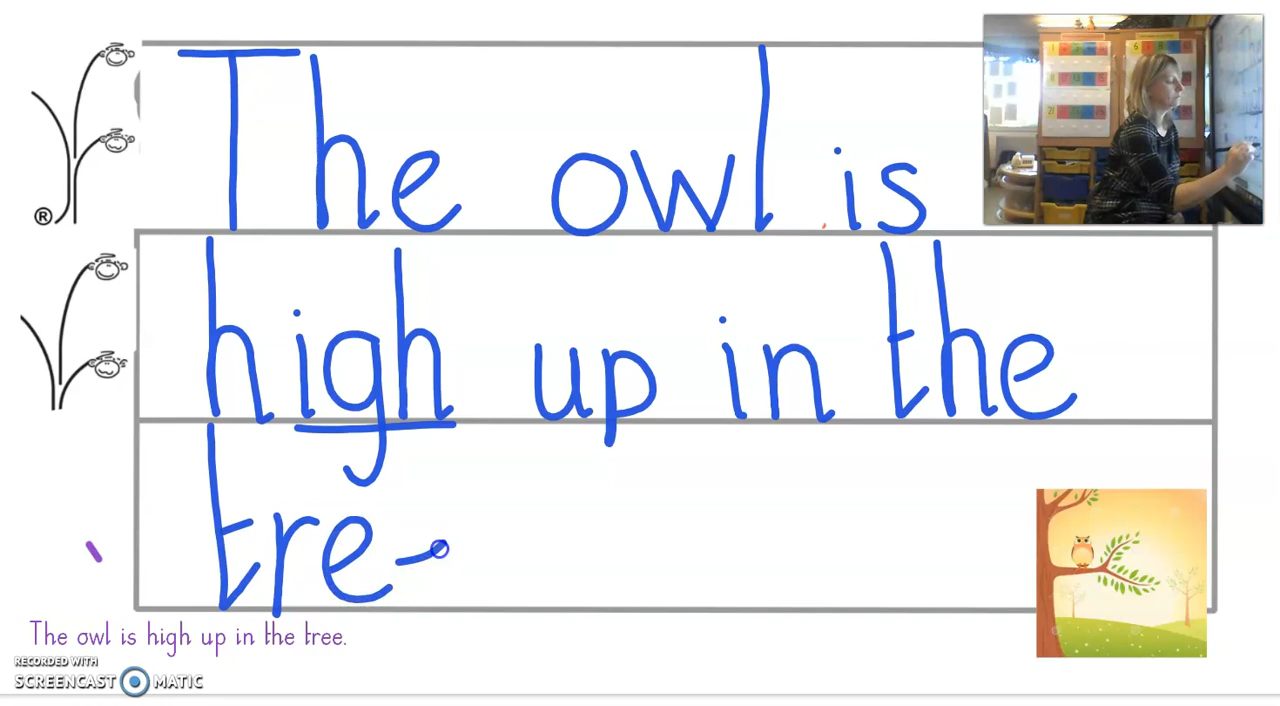 The owl is
high up in the
tre
The owl is high up in the tree.
RECORDED WITH
SCREENCAST MATIC
®